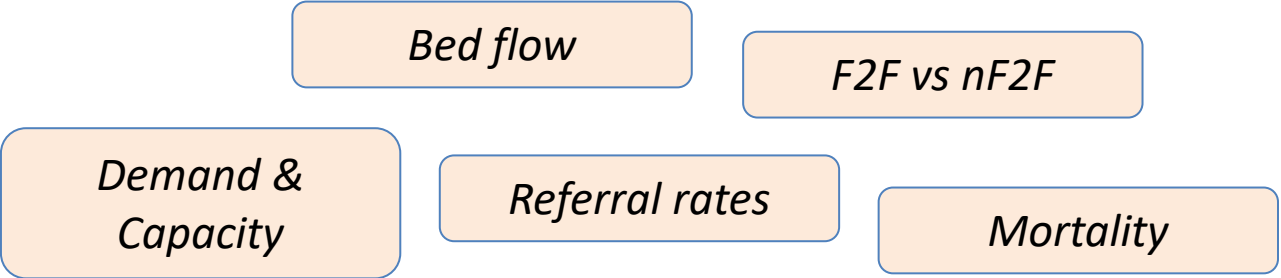 Bed flow
F2F vs nF2F
Demand &
Capacity
Referral rates
Mortality